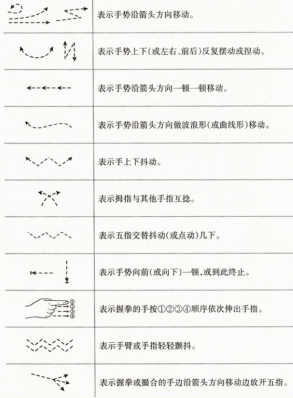 表示手势沿箭头方向移动。
表示手势上下(或左右、前后)反复摆动或捏动。
表示手势沿箭头方向一顿一顿移动。
表示手势沿箭头方向做波浪形(或曲线形)移动。
表示手上下抖动。
表示拇指与其他手指互捻。
表示五指交替抖动(或点动)几下。
表示手势向前(或向下)一顿,或到此终止。
①
②
③
④
表示握拳的手按①②③④顺序依次伸出手指。
表示手臂或手指轻轻颤抖。
表示握拳或撮合的手边沿箭头方向移动边放开五指。